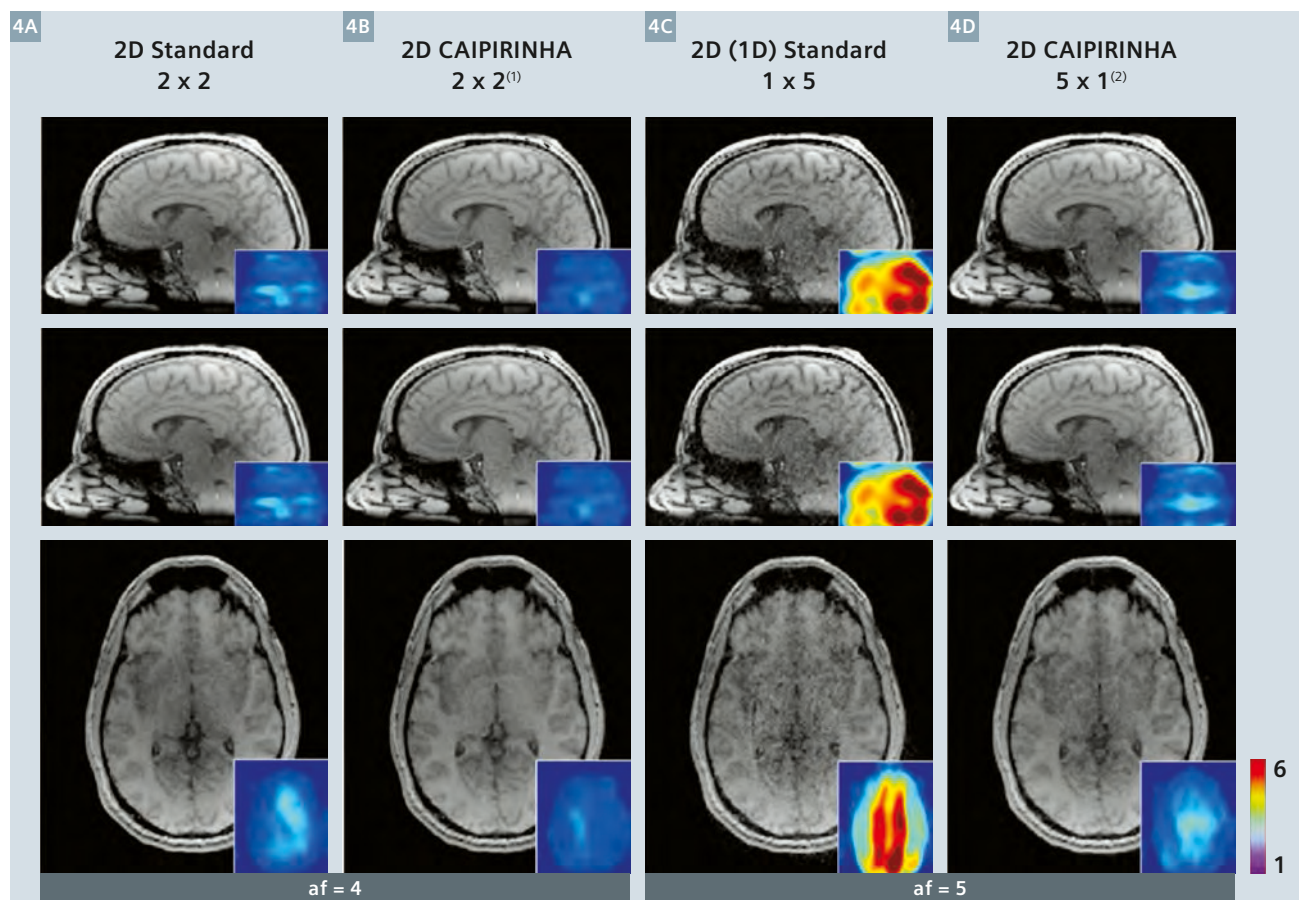 4A
2D Standard
2 x 2
4B
2D CAIPIRINHA
2 x 2(1)
4C
2D (1D) Standard
1 x 5
4D
2D CAIPIRINHA
5 x 1(2)
6
1
af = 4
af = 5